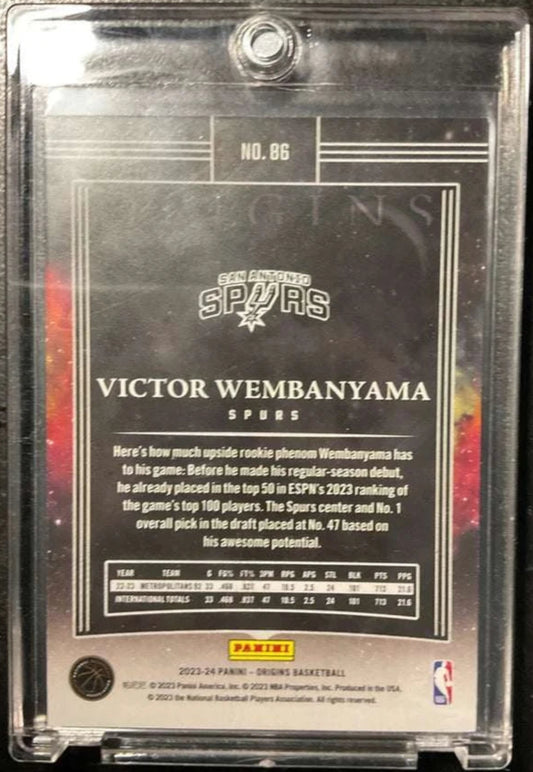 NO. 86
ORIGINS
SAN ANTONIO
SPURS
VICTOR WEMBANYAMA
SPURS
Here's how much upside rookie phenom Wembanyama has
to his game: Before he made his regular-season debut,
he already placed in the top 50 in ESPN's 2023 ranking of
the game's top 100 players. The Spurs center and No. 1
overall pick in the draft placed at No. 47 based on
his awesome potential.
YEAR TEAM G FG% FT% 3PM RPG APG STL BLK PTS PPG
22-23 METROPOLITANS 92 33 .468 .837 47 10.5 2.5 24 101 713 21.6
INTERNATIONAL TOTALS 33 .468 .837 47 10.5 2.5 24 101 713 21.6
PANINI
2023-24 PANINI - ORIGINS BASKETBALL
© 2023 Panini America, Inc. © 2023 NBA Properties, Inc. Produced in the USA.
© 2023 the National Basketball Players Association. All rights reserved.